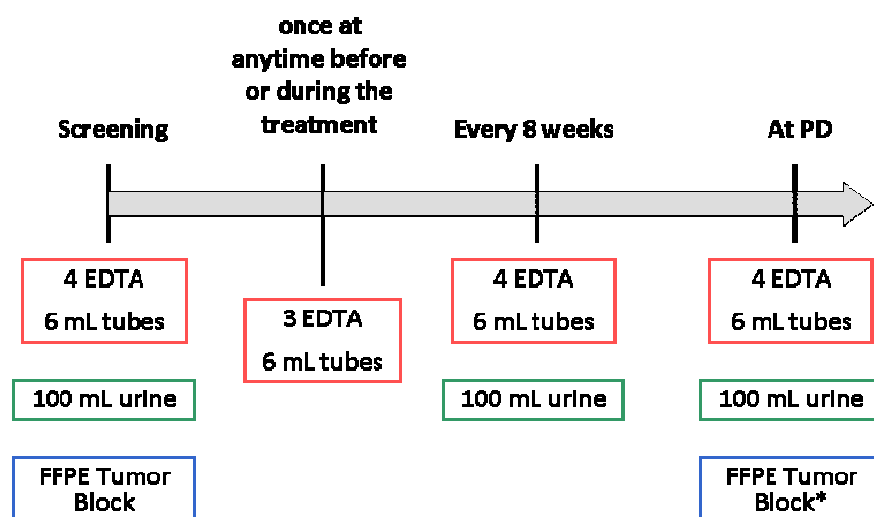 once at
anytime before
or during the
treatment
Screening
Every 8 weeks
At PD
4 EDTA
6 mL tubes
3 EDTA
6 mL tubes
4 EDTA
6 mL tubes
4 EDTA
6 mL tubes
100 mL urine
100 mL urine
100 mL urine
FFPE Tumor
Block
FFPE Tumor
Block*